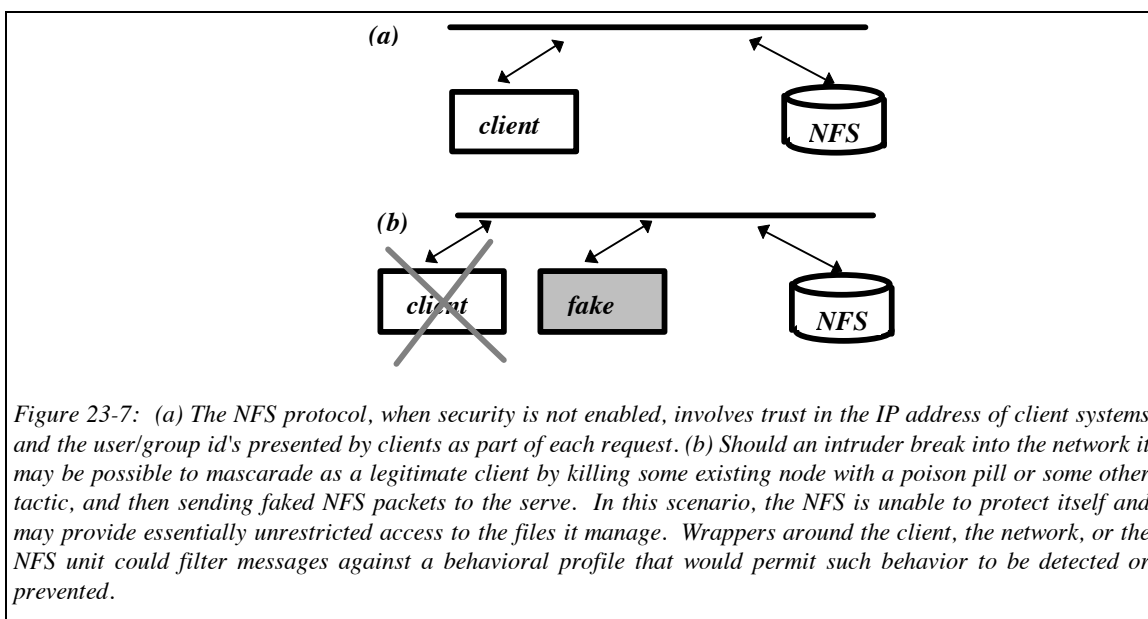 (a)
client
NFS
(b)
client
fake
NFS
Figure 23-7: (a) The NFS protocol, when security is not enabled, involves trust in the IP address of client systems
and the user/group id's presented by clients as part of each request. (b) Should an intruder break into the network it
may be possible to mascarade as a legitimate client by killing some existing node with a poison pill or some other
tactic, and then sending faked NFS packets to the serve. In this scenario, the NFS is unable to protect itself and
may provide essentially unrestricted access to the files it manage. Wrappers around the client, the network, or the
NFS unit could filter messages against a behavioral profile that would permit such behavior to be detected or
prevented.